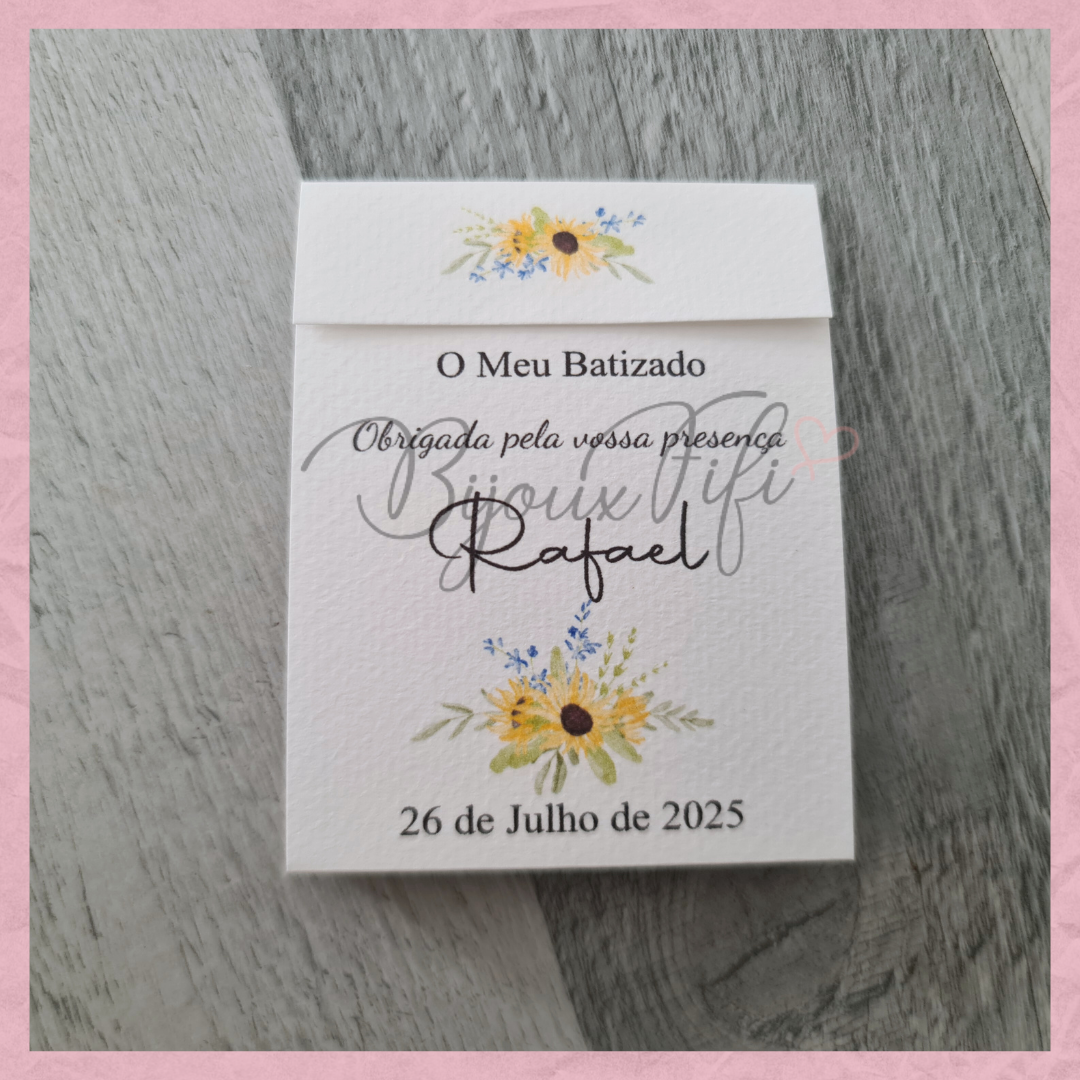 O Meu Batizado
Obrigada pela vossa presença
Bijoux Fifi
Rafael
26 de Julho de 2025